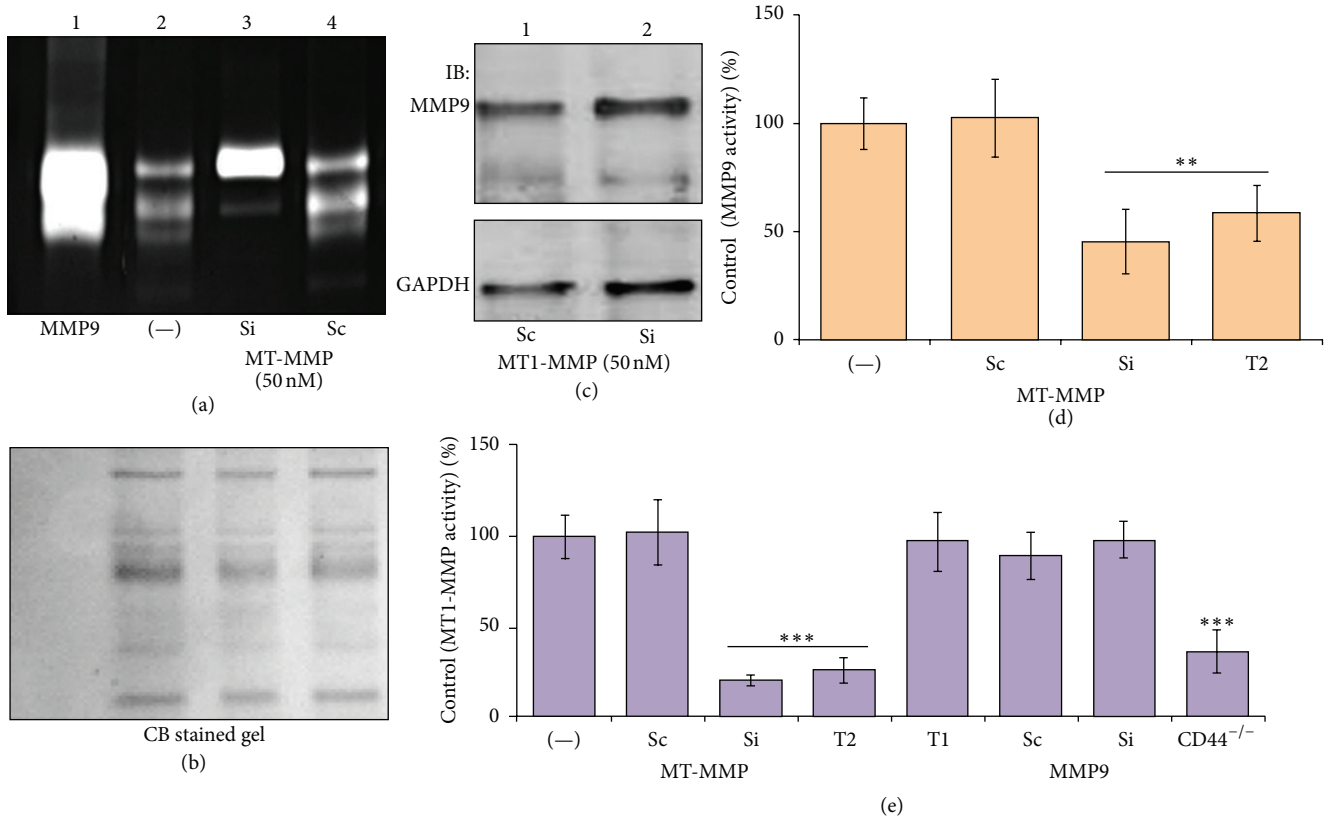 1 2 3 4
MMP9 (—) Si Sc
MT-MMP
(50 nM)
(a)
CB stained gel
(b)
1 2
IB:
MMP9
GAPDH
Sc Si
MT1-MMP (50 nM)
(c)
Control (MMP9 activity) (%)
150
100
50
0
(—) Sc Si T2
**
MT-MMP
(d)
Control (MT1-MMP activity) (%)
150
100
50
0
*** ***
(—) Sc Si T2 T1 Sc Si CD44−/−
MT-MMP MMP9
(e)